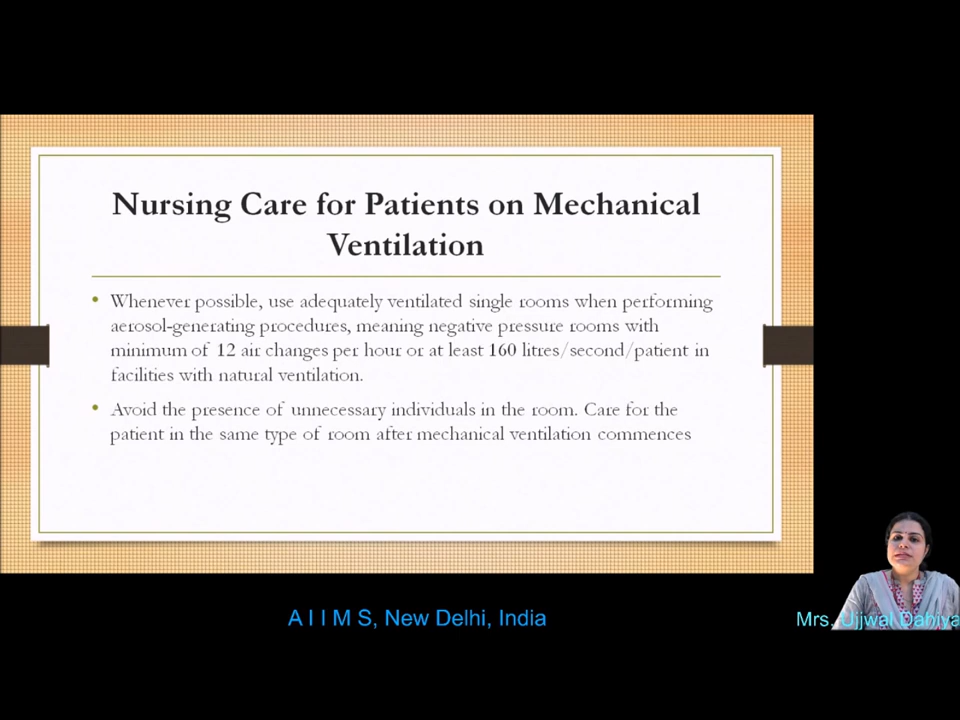 Nursing Care for Patients on Mechanical
Ventilation
• Whenever possible, use adequately ventilated single rooms when performing
aerosol-generating procedures, meaning negative pressure rooms with
minimum of 12 air changes per hour or at least 160 litres/second/patient in
facilities with natural ventilation.
• Avoid the presence of unnecessary individuals in the room. Care for the
patient in the same type of room after mechanical ventilation commences
A I I M S, New Delhi, India
Mrs. Ujjwal Dahiya